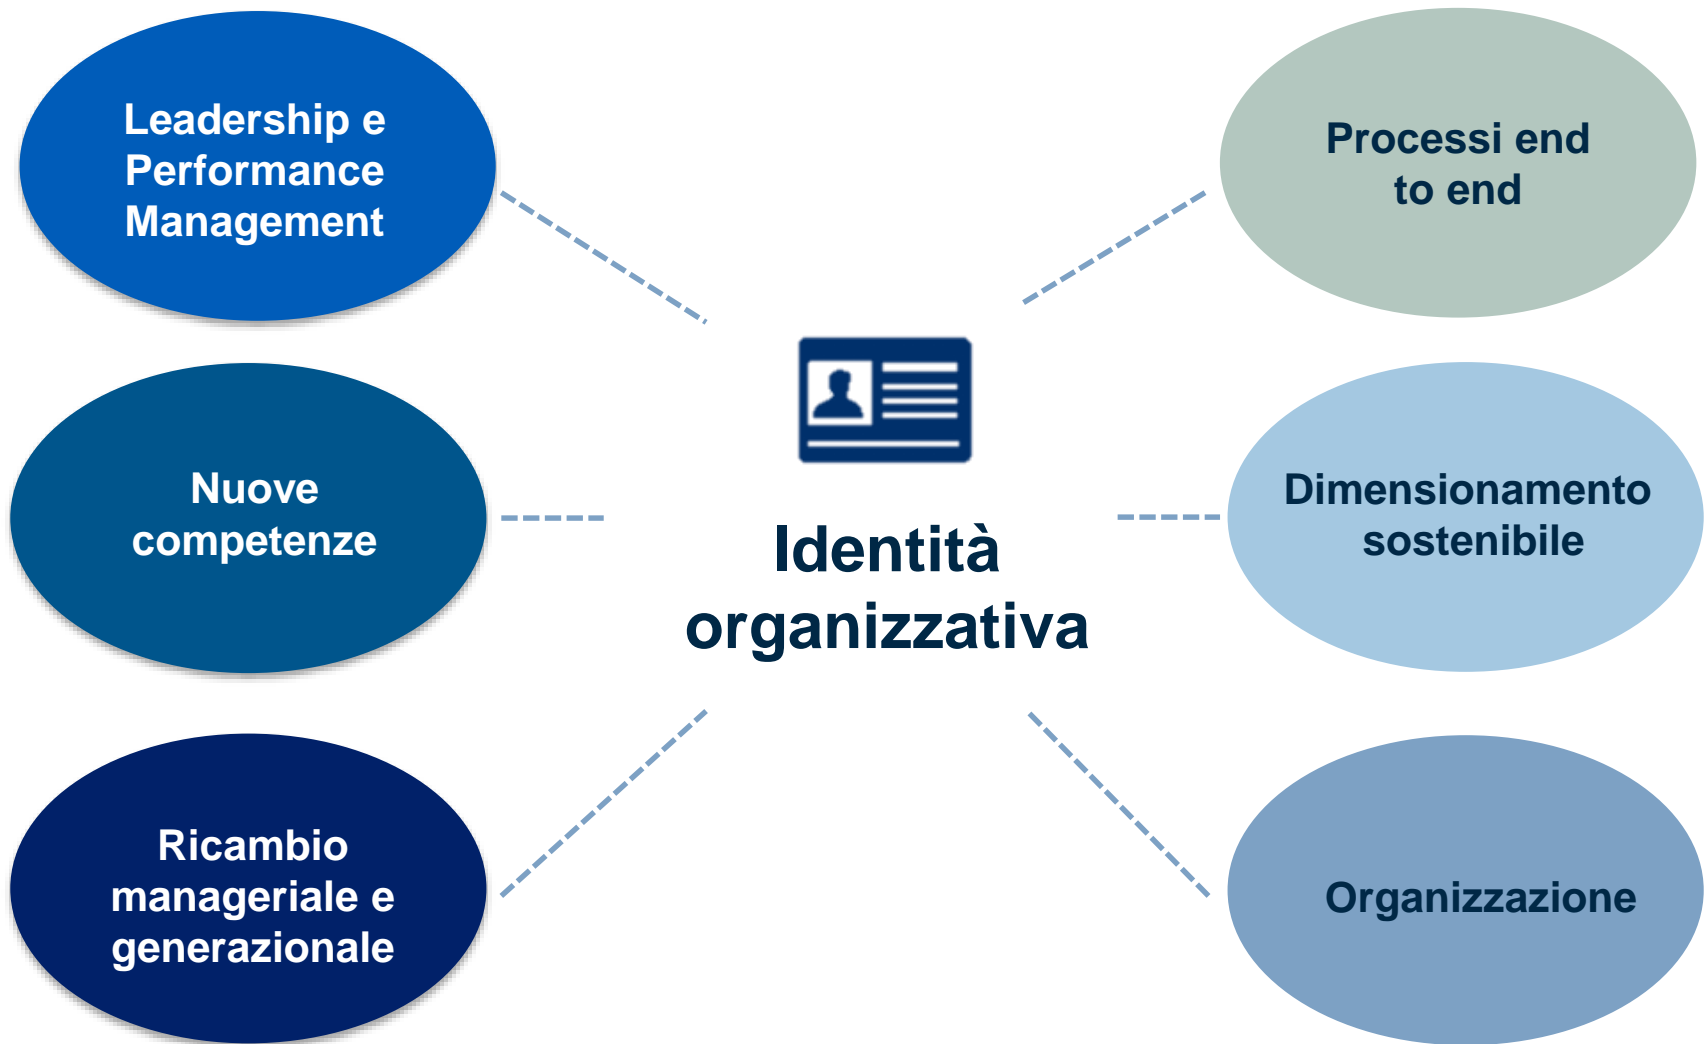 Leadership e
Performance
Management
Nuove
competenze
Ricambio
manageriale e
generazionale
Identità
organizzativa
Processi end
to end
Dimensionamento
sostenibile
Organizzazione